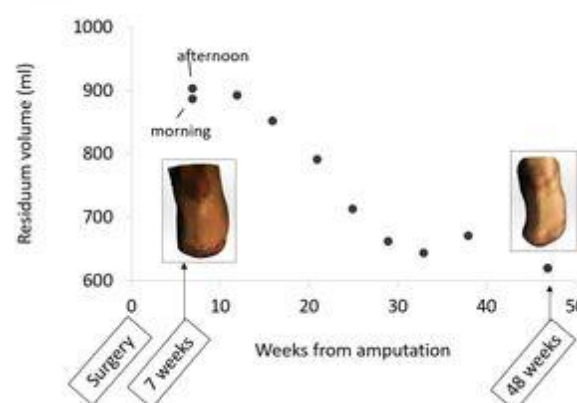 1000
900
800
700
600
Residuum volume (ml)
afternoon
morning
0
10
20
30
40
50
Weeks from amputation
Surgery
7 weeks
48 weeks